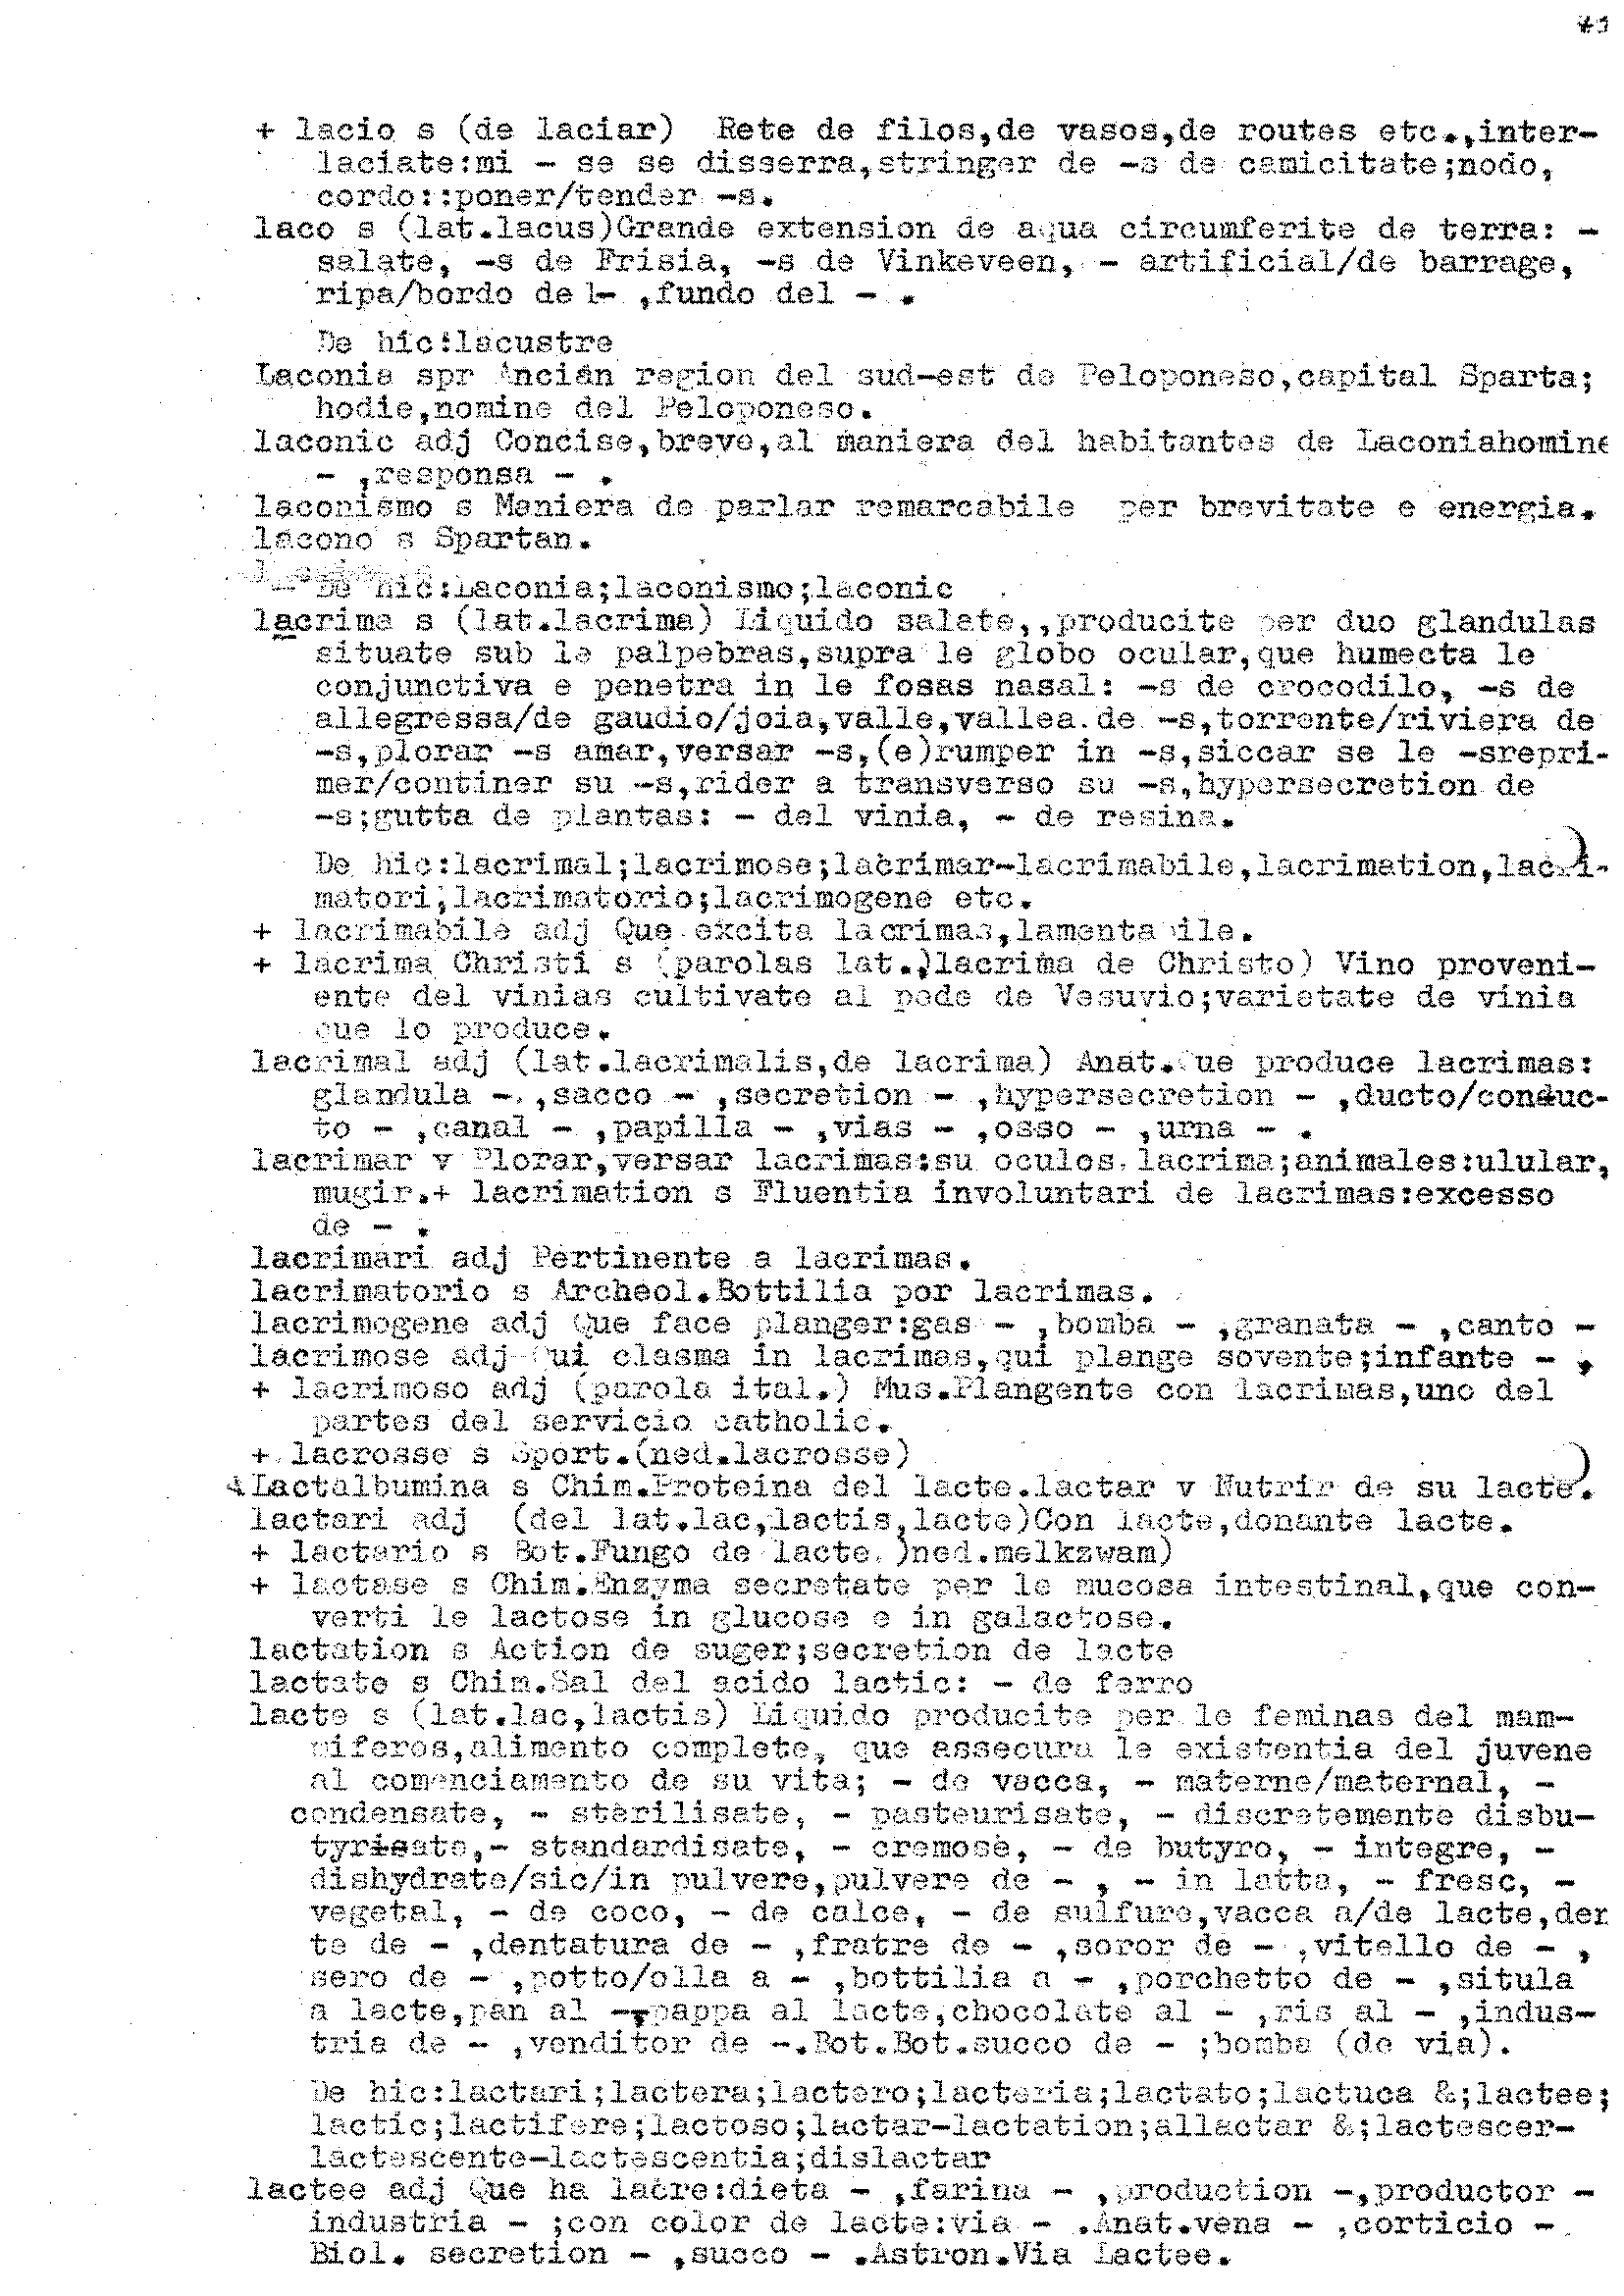 + lacio s (de laciar)  Rete de filos,de vasos,de routes etc.,inter-
laciate:mi - se se disserra,stringer de -s de camicitate;nodo,
cordo::poner/tender -s.
laco s (lat.lacus)Grande extension de aqua circumferite de terra: -
salate, -s de Frisia, -s de Vinkeveen, - artificial/de barrage,
ripa/bordo del- ,fundo del - .
De hic:lacustre
Laconia spr Ancian region del sud-est de Peloponeso,capital Sparta;
hodie,nomine del Peloponeso.
laconic adj Concise,breve,al maniera del habitantes de Laconiahomine
- ,responsa - .
laconismo s Maniera de parlar remarcabile  per brevitate e energia.
lacono s Spartan.
De hic:Laconia;laconismo;laconic
lacrima s (lat.lacrima) Liquido salate,,producite per duo glandulas
situate sub le palpebras,supra le globo ocular,que humecta le
conjunctiva e penetra in le fosas nasal: -s de crocodilo, -s de
allegressa/de gaudio/joia,valle,vallea de -s,torrente/riviera de
-s,plorar -s amar,versar -s,(e)rumper in -s,siccar se le -srepri-
mer/continer su -s,rider a transverso su -s,hypersecretion de
-s;gutta de plantas: - del vinia, - de resina.
De hic:lacrimal;lacrimose;lacrimar-lacrimabile,lacrimation,lacri-
matori;lacrimatorio;lacrimogene etc.
+ lacrimabile adj Que excita lacrimas,lamentabile.
+ lacrima Christi s (parolas lat.)lacrima de Christo) Vino proveni-
ente del vinias cultivate al pede de Vesuvio;varietate de vinia
que lo produce.
lacrimal adj (lat.lacrimalis,de lacrima) Anat.Que produce lacrimas:
glandula - ,sacco - ,secretion - ,hypersecretion - ,ducto/conduc-
to - ,canal - ,papilla - ,vias - ,osso - ,urna - .
lacrimar v Plorar,versar lacrimas:su oculos lacrima;animales:ulular,
mugir.+ lacrimation s Fluentia involuntari de lacrimas:excesso
de - .
lacrimari adj Pertinente a lacrimas.
lacrimatorio s Archeol.Bottilia por lacrimas.
lacrimogene adj Que face planger:gas - ,bomba - ,granata - ,canto -
lacrimose adj Qui clasma in lacrimas,qui plange sovente;infante - ,
+ lacrimoso adj (parola ital.) Mus.Plangente con lacrimas,uno del
partes del servicio catholic.
+ lacrosse s Sport.(ned.lacrosse)
+ Lactalbumina s Chim.Proteina del lacte.lactar v Nutrir de su lacte.
lactari adj  (del lat.lac,lactis,lacte)Con lacte,donante lacte.
+ lactario s Bot.Fungo de lacte.)ned.melkzwam)
+ lactase s Chim.Enzyma secretate per le mucosa intestinal,que con-
verti le lactose in glucose e in galactose.
lactation s Action de suger;secretion de lacte
lactato s Chim.Sal del acido lactic: - de ferro
lacte s (lat.lac,lactis) Liquido producite per le feminas del mam-
miferos,alimento complete, que assecura le existentia del juvene
al comenciamento de su vita; - de vacca, - materne/maternal, -
condensate, - sterilisate, - pasteurisate, - discretemente disbu-
tyrisate,- standardisate, - cremose, - de butyro, - integre, -
dishydrate/sic/in pulvere,pulvere de - , - in latta, - fresc, -
vegetal, - de coco, - de calce, - de sulfuro,vacca a/de lacte,den
te de - ,dentatura de - ,fratre de - ,soror de - ,vitello de - ,
sero de - ,potto/olla a - ,bottilia a - ,porchetto de - ,situla
a lacte,pan al -,pappa al lacte,chocolate al - ,ris al - ,indus-
tria de - ,venditor de -.Bot.Bot.succo de - ;bomba (de via).
De hic:lactari;lactera;lactero;lacteria;lactato;lactuca &;lactee;
lactic;lactifere;lactoso;lactar-lactation;allactar &;lactescer-
lactescente-lactescentia;dislactar
lactee adj Que ha lacre:dieta - ,farina - ,production -,productor -
industria - ;con color de lacte:via - .Anat.vena - ,corticio -
Biol. secretion - ,succo - .Astron.Via Lactee.